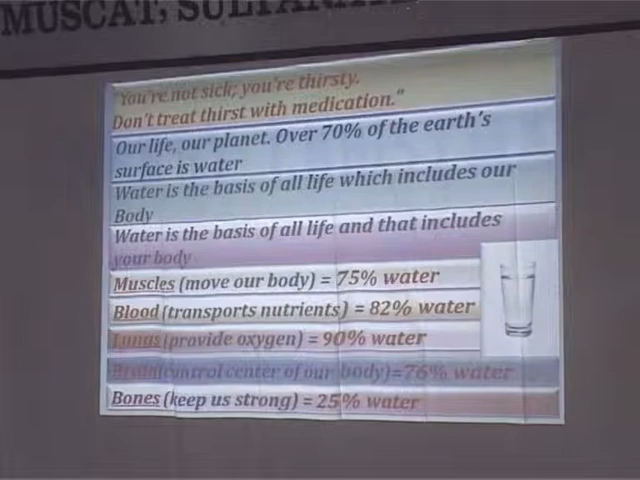 MUSCAT, SULTANATE
"You're not sick; you're thirsty.
Don't treat thirst with medication."
Our life, our planet. Over 70% of the earth's
surface is water
Water is the basis of all life which includes our
Body
Water is the basis of all life and that includes
your body
Muscles (move our body) = 75% water
Blood (transports nutrients) = 82% water
Lungs (provide oxygen) = 90% water
Brain (control center of our body)=76% water
Bones (keep us strong) = 25% water